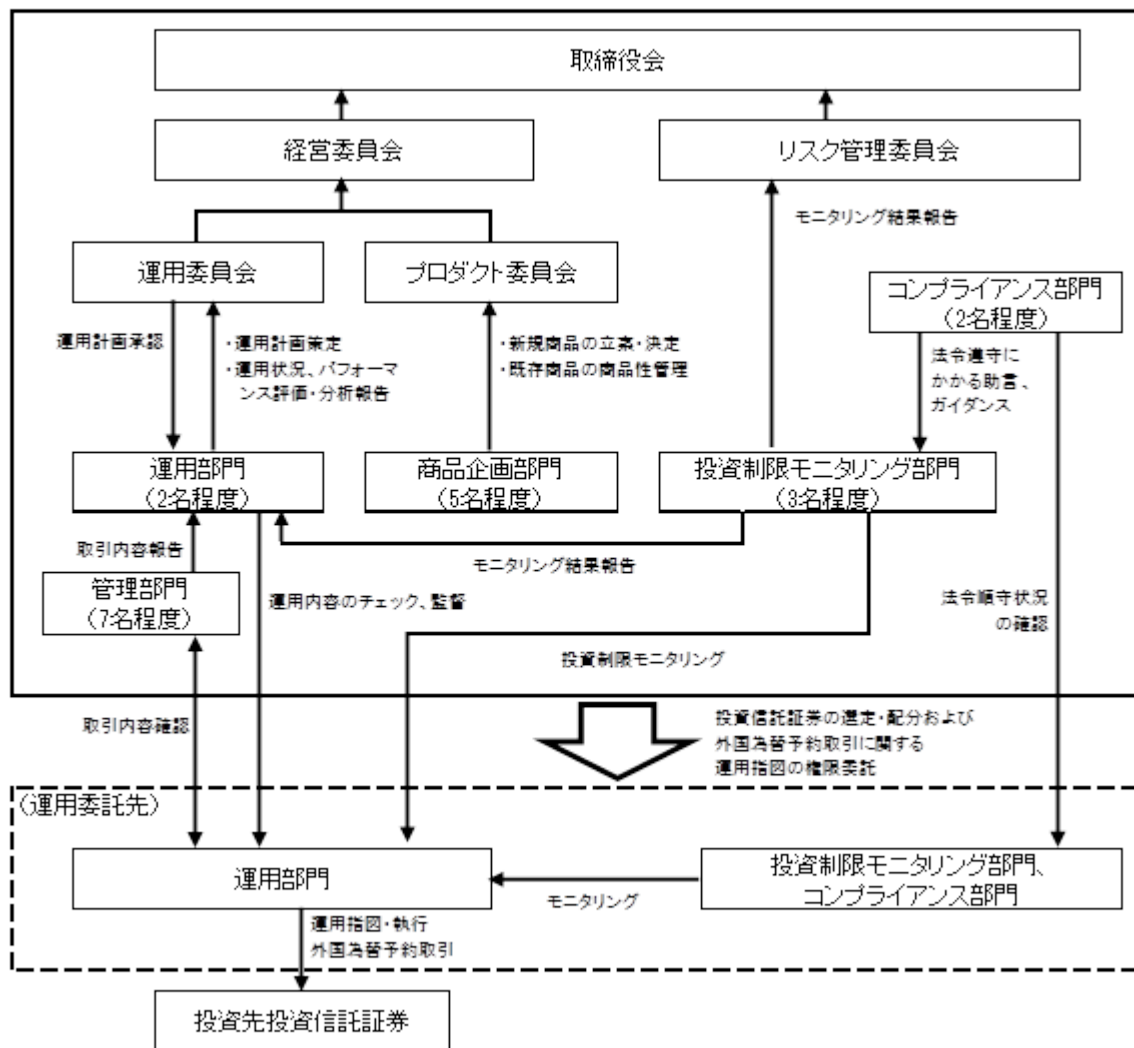 取締役会
経営委員会
リスク管理委員会
モニタリング結果報告
運用委員会
プロダクト委員会
コンプライアンス部門
(2名程度)
運用計画承認
・運用計画策定
・運用状況、パフォーマ
ンス評価・分析報告
・新規商品の立案・決定
・既存商品の商品性管理
法令遵守に
かかる助言、
ガイダンス
運用部門
(2名程度)
商品企画部門
(5名程度)
投資制限モニタリング部門
(3名程度)
取引内容報告
モニタリング結果報告
管理部門
(7名程度)
運用内容のチェック、監督
法令順守状況
の確認
投資制限モニタリング
取引内容確認
投資信託証券の選定・配分および
外国為替予約取引に関する
運用指図の権限委託
(運用委託先)
運用部門
モニタリング
投資制限モニタリング部門、
コンプライアンス部門
運用指図・執行
外国為替予約取引
投資先投資信託証券